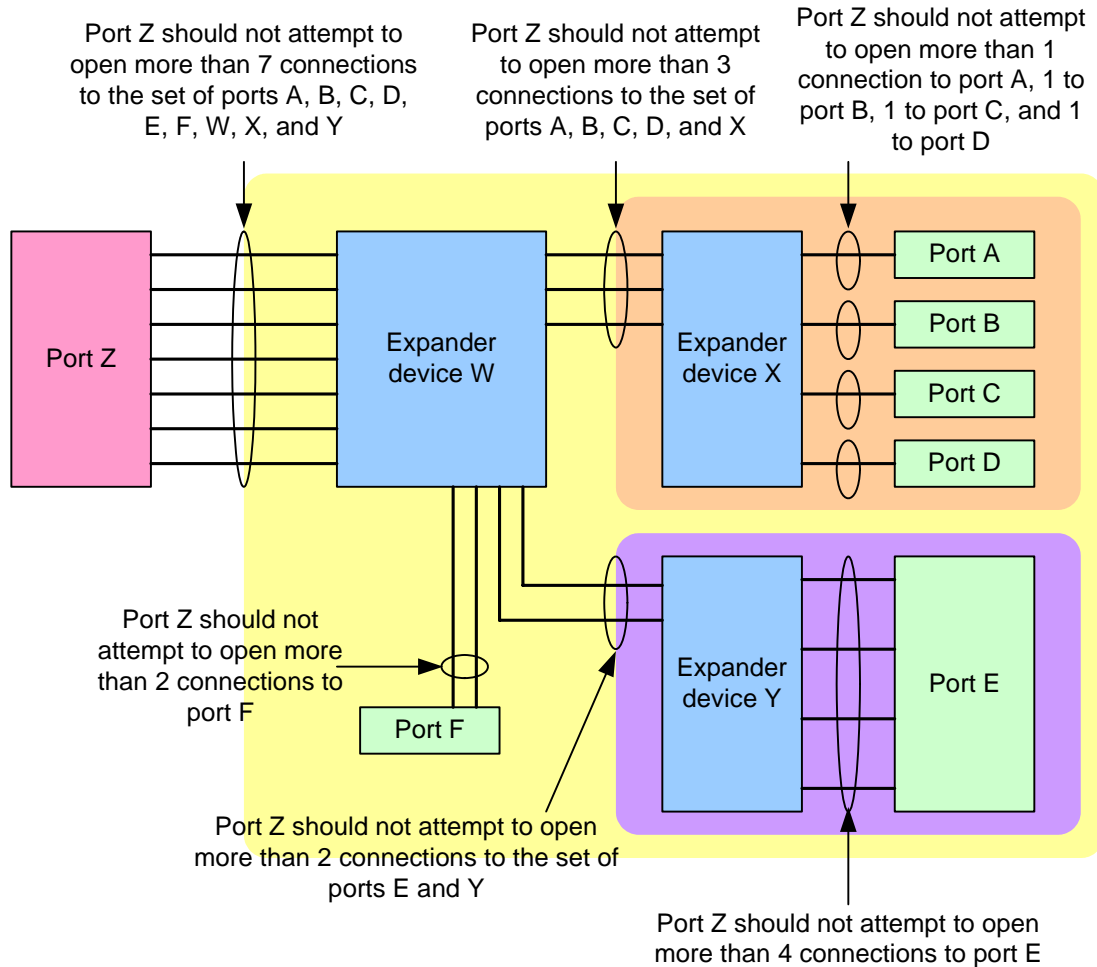 Port Z should not attempt to
open more than 7 connections
to the set of ports A, B, C, D,
E, F, W, X, and Y
Port Z should not attempt
to open more than 3
connections to the set of
ports A, B, C, D, and X
Port Z should not attempt
to open more than 1
connection to port A, 1 to
port B, 1 to port C, and 1
to port D
Port Z
Expander
device W
Expander
device X
Port A
Port B
Port C
Port D
Port Z should not
attempt to open more
than 2 connections to
port F
Port F
Expander
device Y
Port E
Port Z should not attempt to open
more than 2 connections to the set of
ports E and Y
Port Z should not attempt to open
more than 4 connections to port E